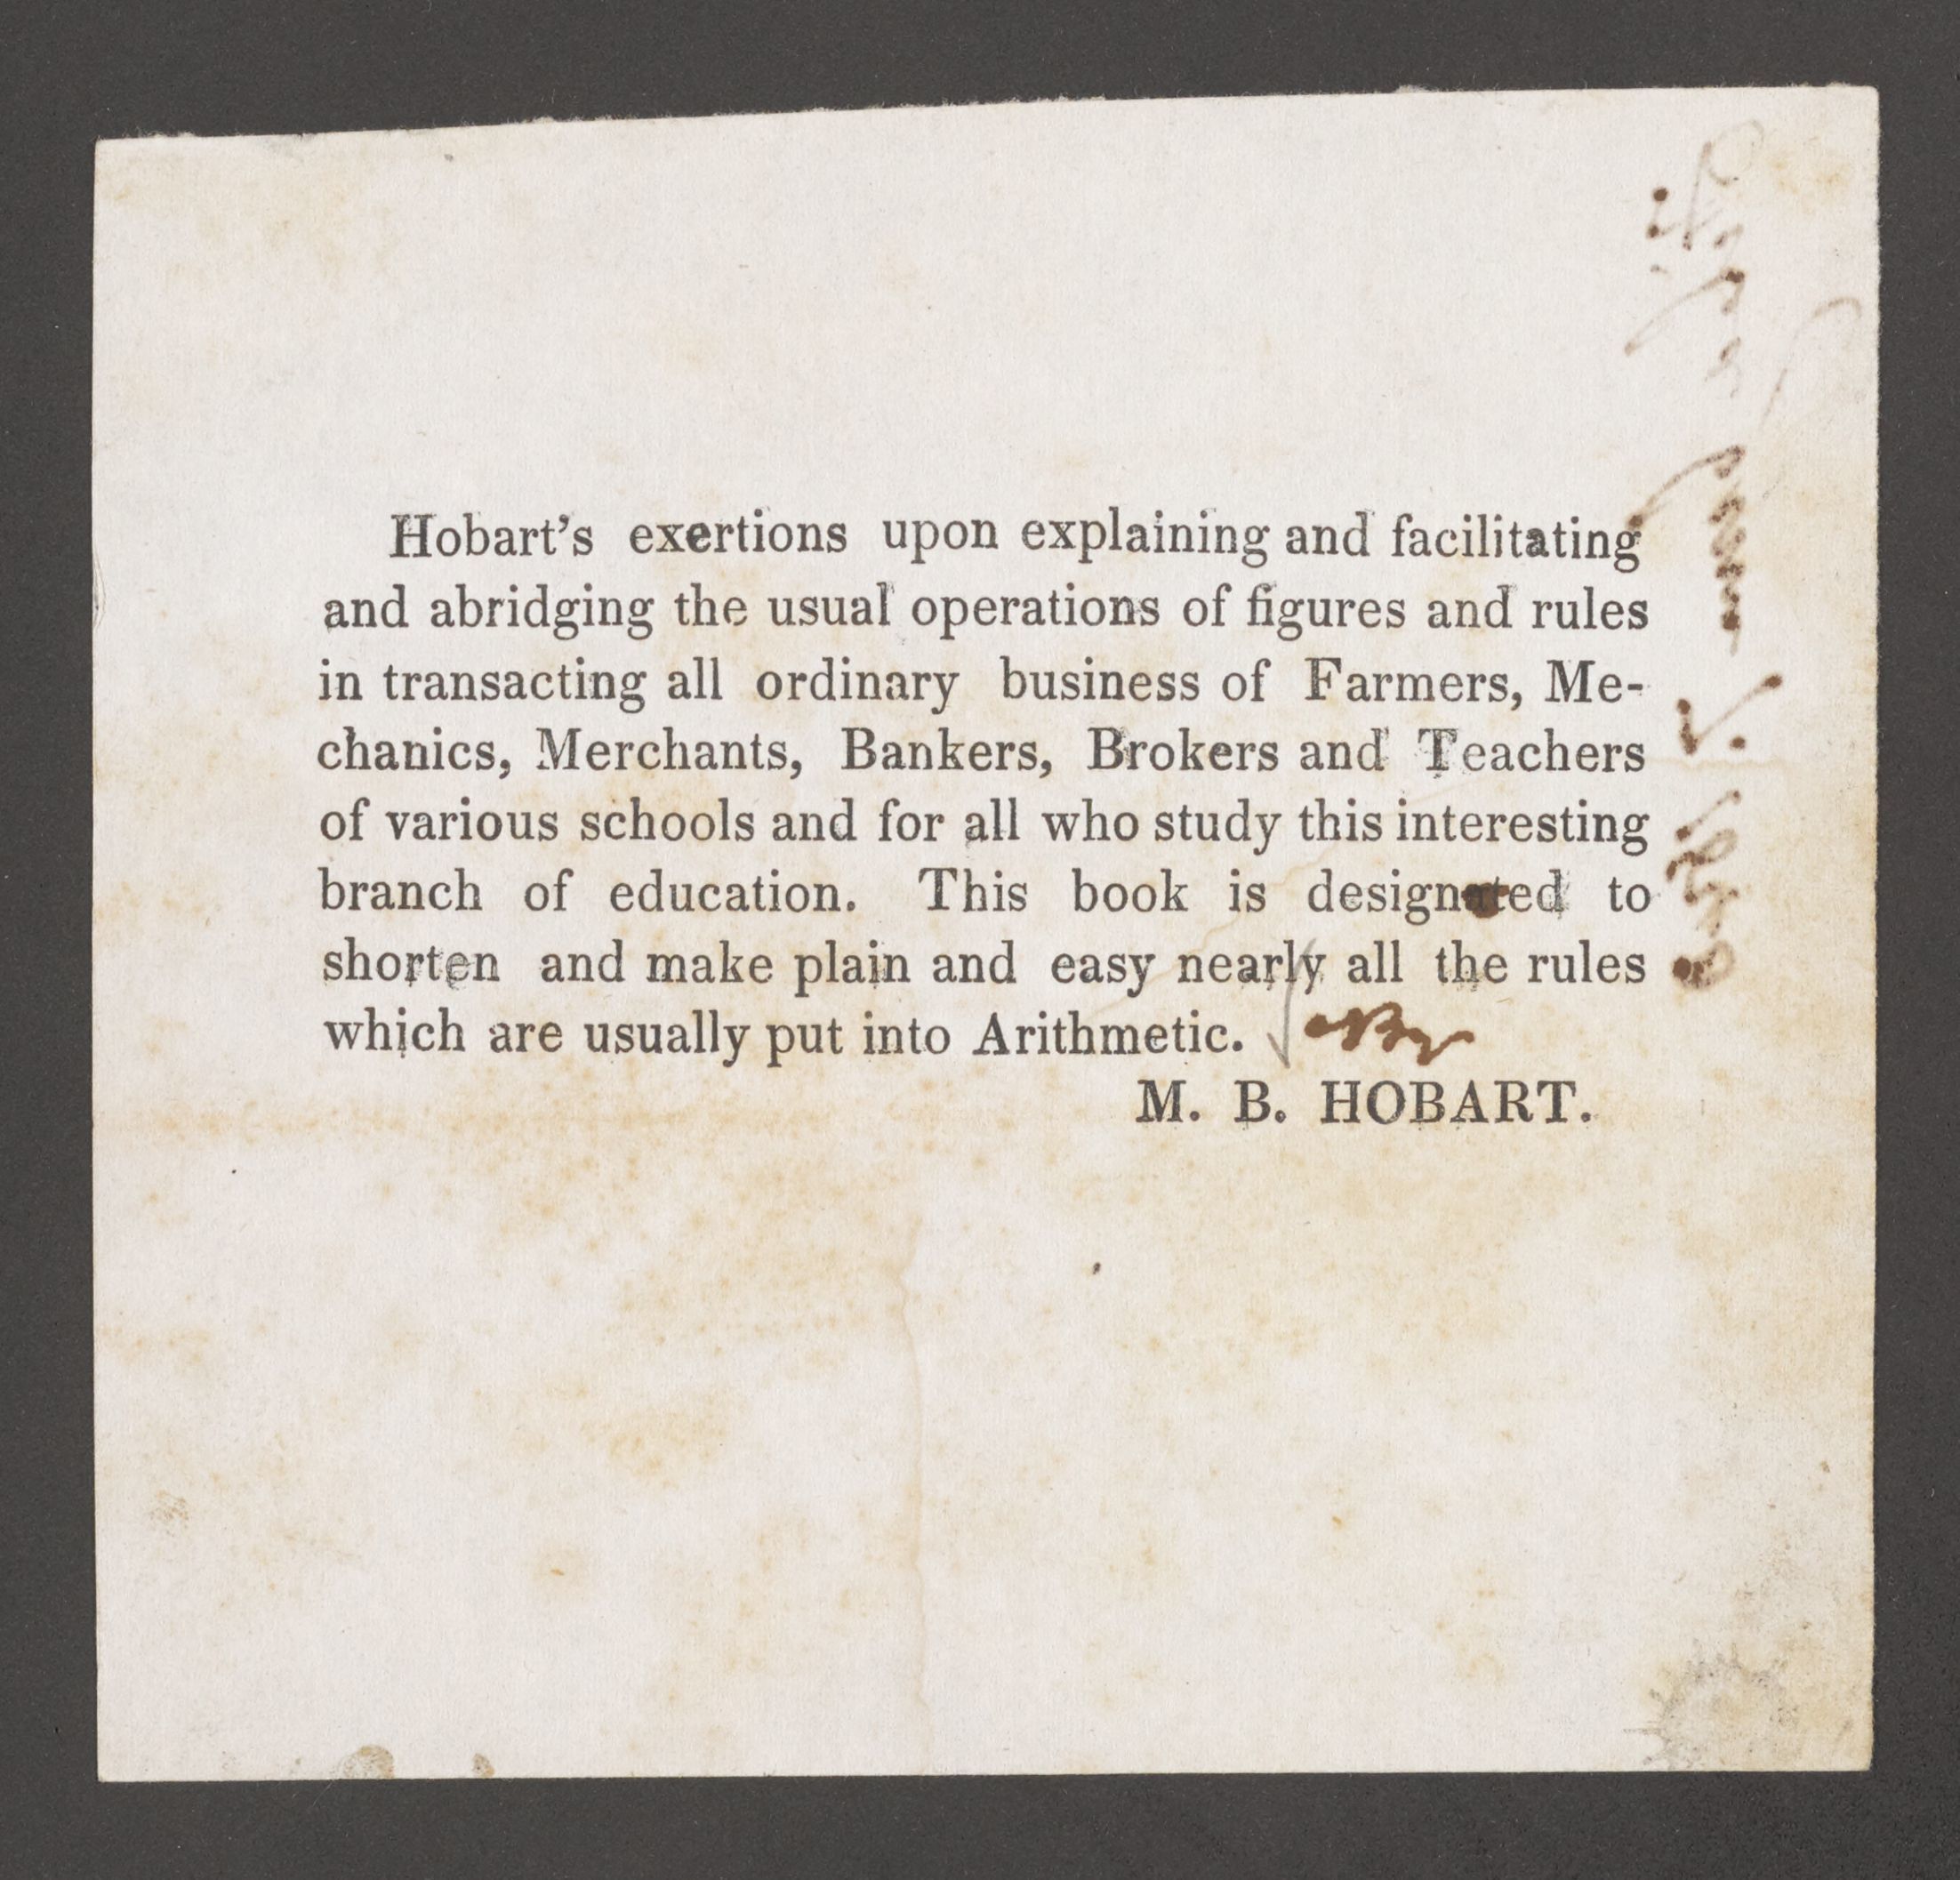 Hobart's exertions upon explaining and facilitating
and abridging the usual operations of figures and rules
in transacting all ordinary business of Farmers, Me-
chanics, Merchants, Bankers, Brokers and Teachers
of various schools and for all who study this interesting
branch of education. This book is designated to
shorten and make plain and easy nearly all the rules
which are usually put into Arithmetic. By
M. B. HOBART.